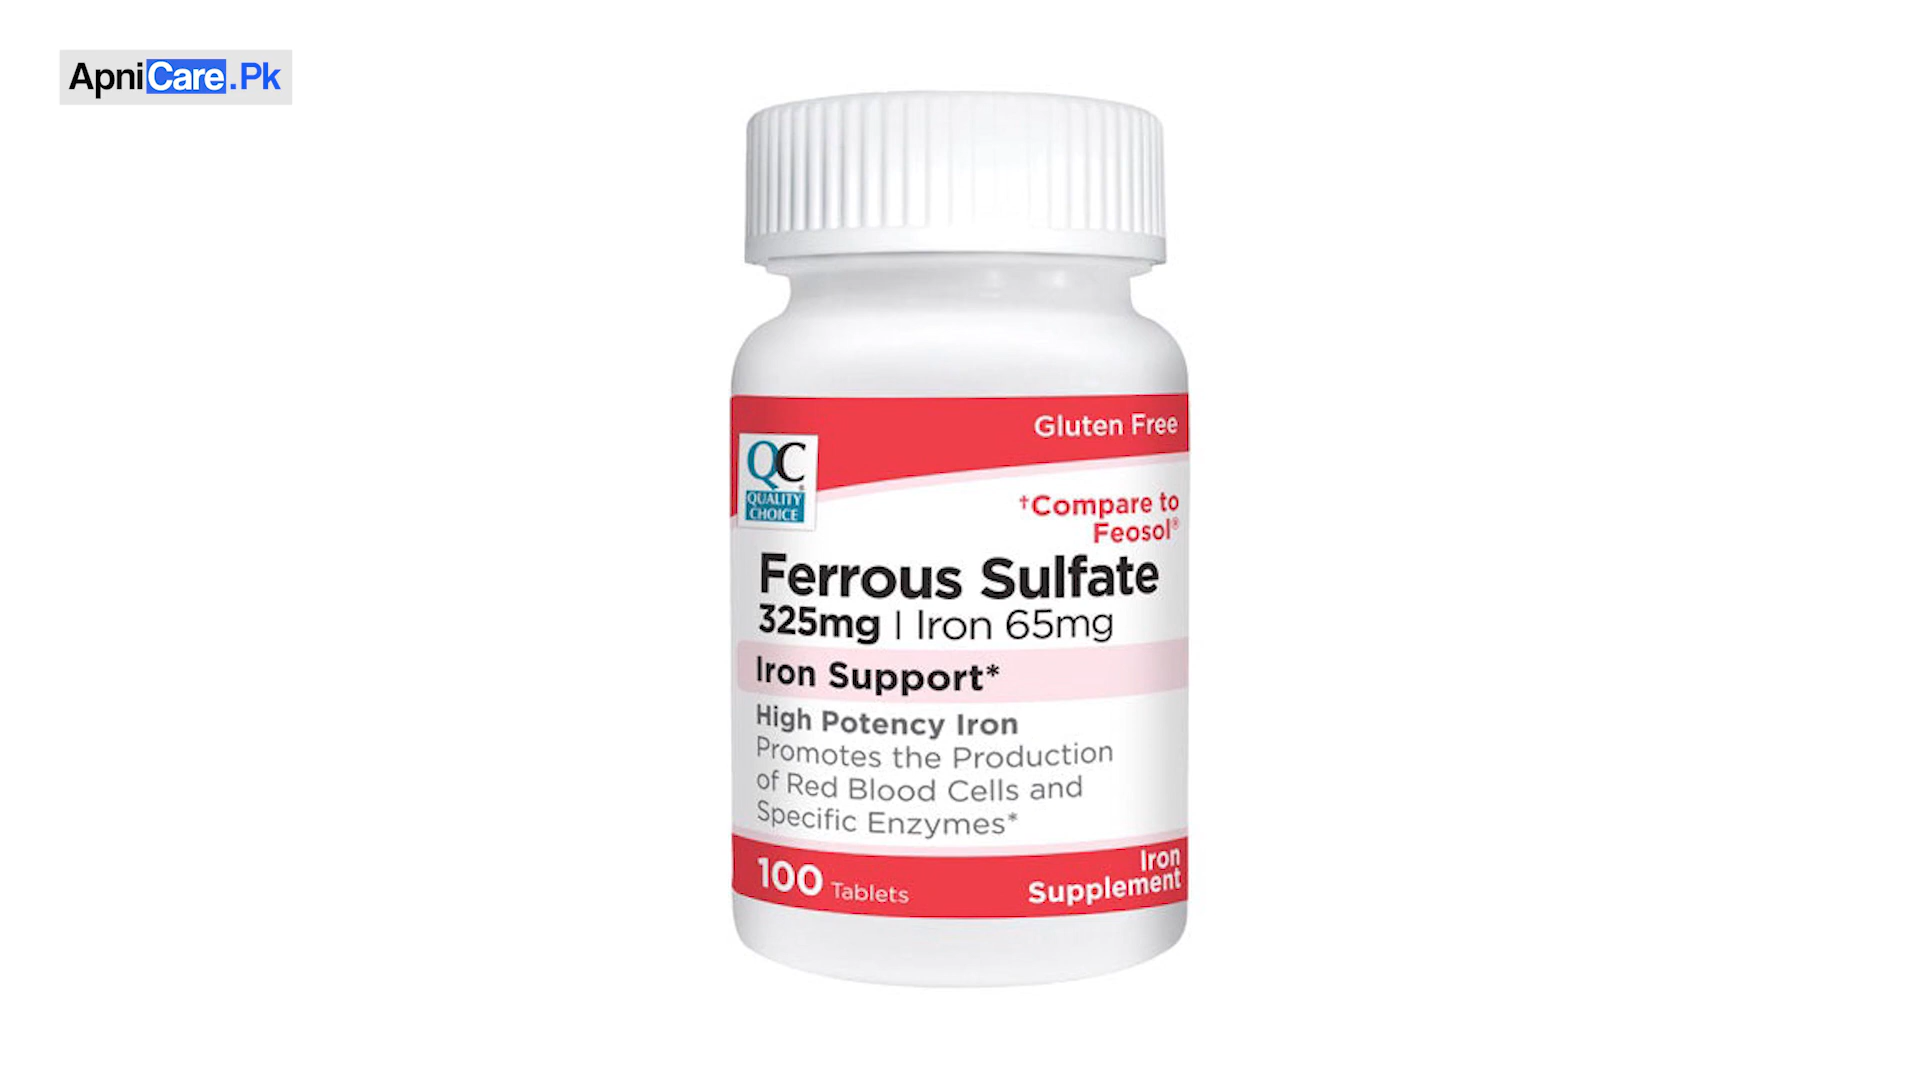 ApniCare.Pk
Gluten Free
QC®
QUALITY
CHOICE
†Compare to
Feosol®
Ferrous Sulfate
325mg | Iron 65mg
Iron Support*
High Potency Iron
Promotes the Production
of Red Blood Cells and
Specific Enzymes*
100 Tablets
Iron
Supplement